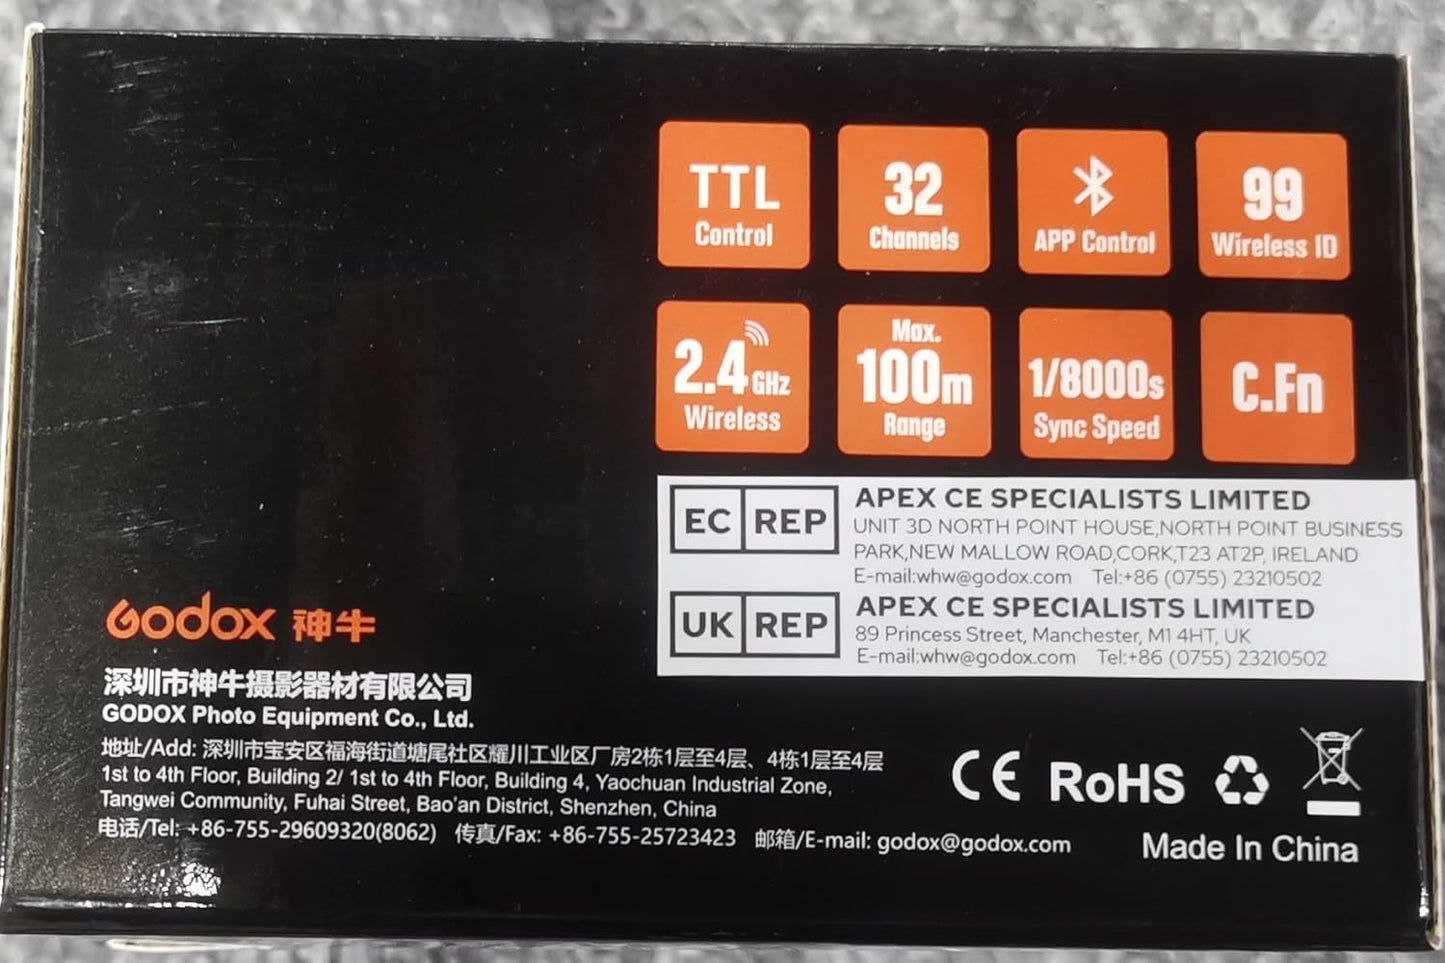 TTL
Control
32
Channels
APP Control
99
Wireless ID
2.4GHz
Wireless
Max.
100m
Range
1/8000s
Sync Speed
C.Fn
EC REP
APEX CE SPECIALISTS LIMITED
UNIT 3D NORTH POINT HOUSE,NORTH POINT BUSINESS
PARK,NEW MALLOW ROAD,CORK,T23 AT2P, IRELAND
E-mail:whw@godox.com Tel:+86 (0755) 23210502
UK REP
APEX CE SPECIALISTS LIMITED
89 Princess Street, Manchester, M1 4HT, UK
E-mail:whw@godox.com Tel:+86 (0755) 23210502
Godox 神牛
深圳市神牛摄影器材有限公司
GODOX Photo Equipment Co., Ltd.
地址/Add: 深圳市宝安区福海街道塘尾社区耀川工业区厂房2栋1层至4层、4栋1层至4层
1st to 4th Floor, Building 2/ 1st to 4th Floor, Building 4, Yaochuan Industrial Zone,
Tangwei Community, Fuhai Street, Bao'an District, Shenzhen, China
电话/Tel: +86-755-29609320(8062) 传真/Fax: +86-755-25723423 邮箱/E-mail: godox@godox.com
CE RoHS
Made In China